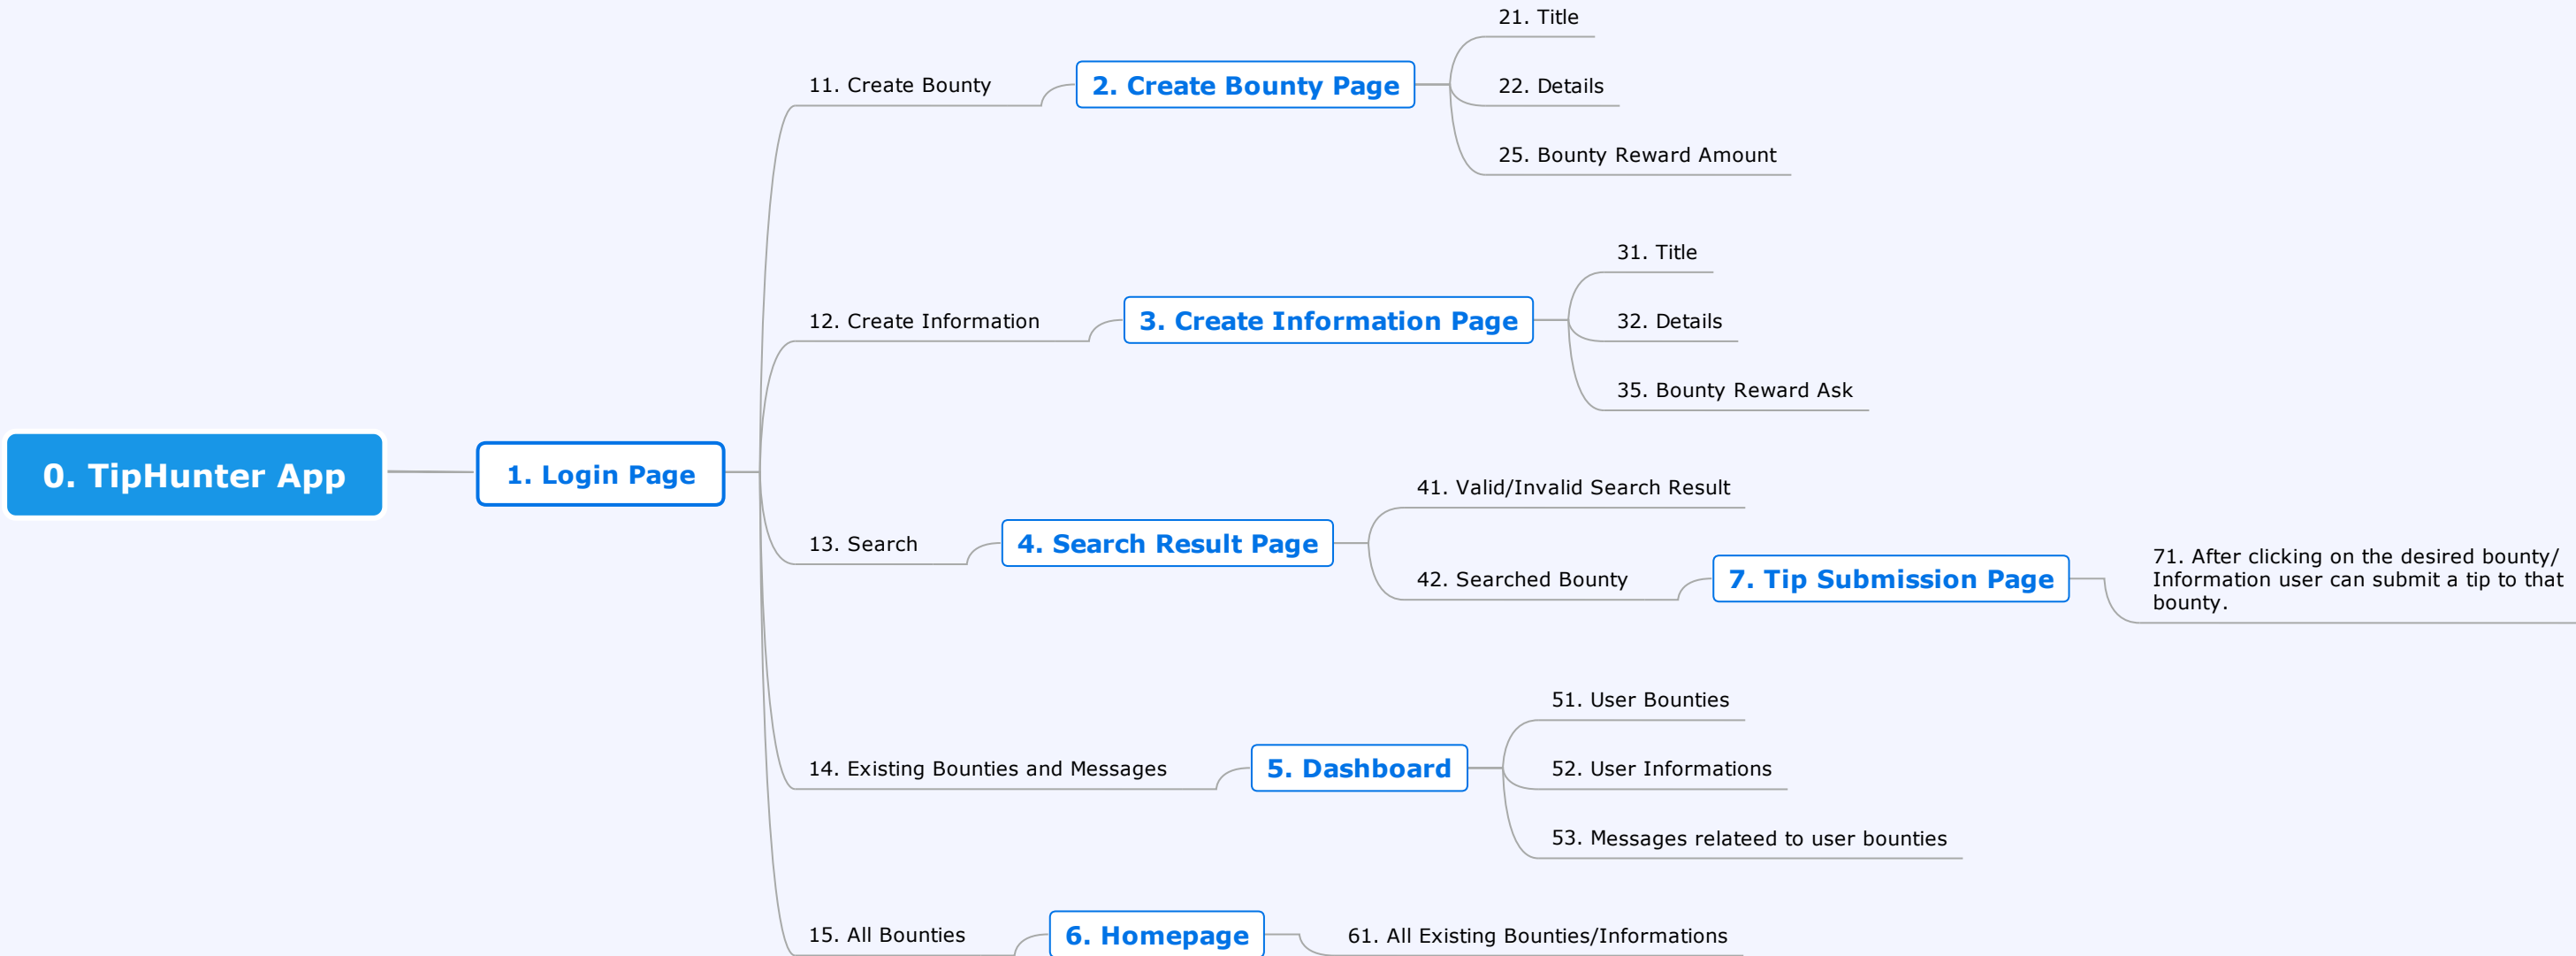 0. TipHunter App
1. Login Page
11. Create Bounty
2. Create Bounty Page
21. Title
22. Details
25. Bounty Reward Amount
12. Create Information
3. Create Information Page
31. Title
32. Details
35. Bounty Reward Ask
13. Search
4. Search Result Page
41. Valid/Invalid Search Result
42. Searched Bounty
7. Tip Submission Page
71. After clicking on the desired bounty/
Information user can submit a tip to that
bounty.
14. Existing Bounties and Messages
5. Dashboard
51. User Bounties
52. User Informations
53. Messages relateed to user bounties
15. All Bounties
6. Homepage
61. All Existing Bounties/Informations